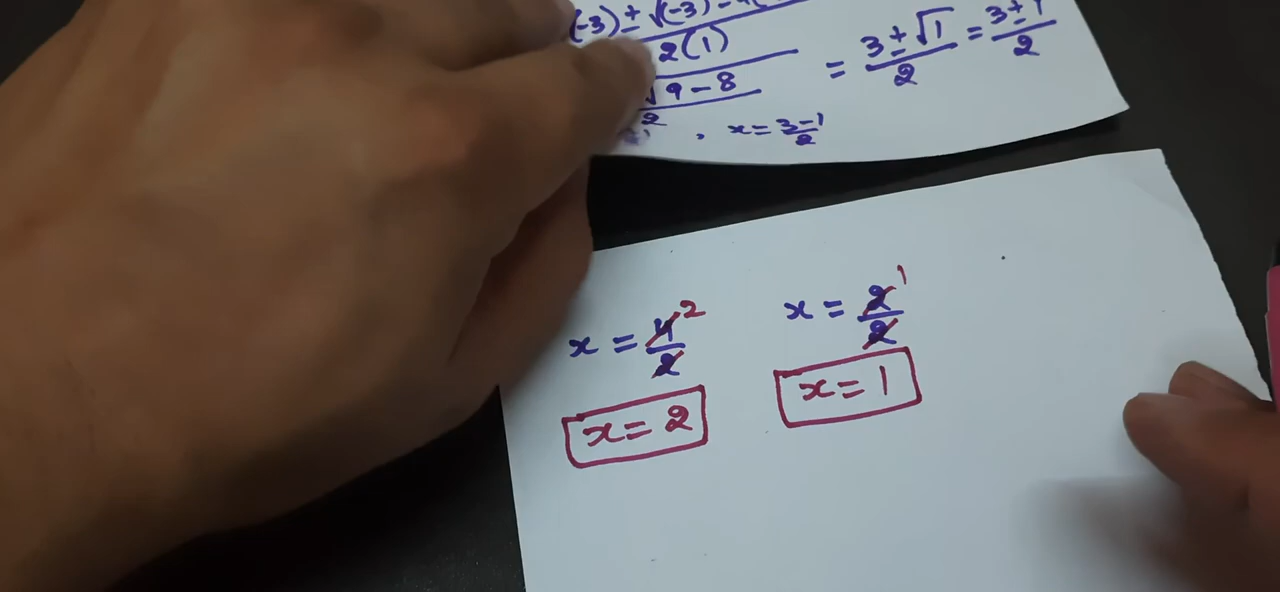 (-3) ± √(-3) - 4
2(1)
√9 - 8
2
= 3 ± √1 / 2 = 3 ± 1 / 2
, x = 3-1 / 2
x = 4 / 2 2
x = 2 / 2 1
x = 2
x = 1